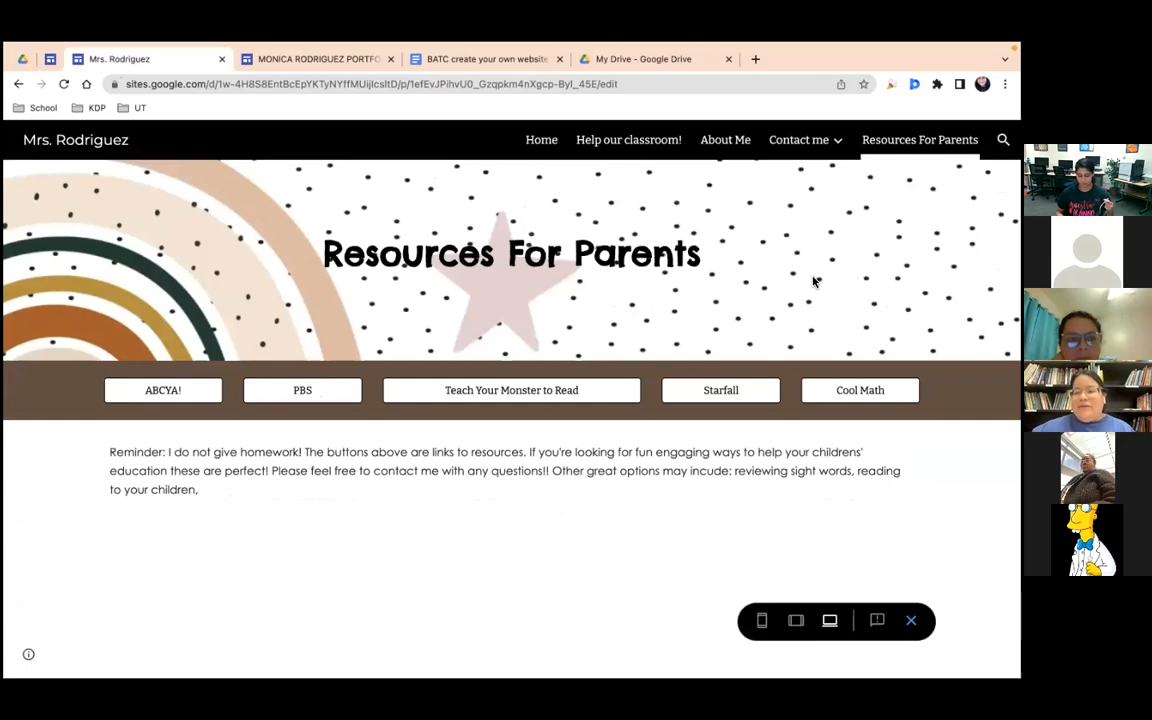 Mrs. Rodriguez
MONICA RODRIGUEZ PORTFO
BATC create your own website
My Drive - Google Drive
sites.google.com/d/1w-4H8S8EntBcEpYKTyNYffMUijlcsltD/p/1efEvJPihvU0_Gzqpkm4nXgcp-ByI_45E/edit
School
KDP
UT
Mrs. Rodriguez
Home
Help our classroom!
About Me
Contact me
Resources For Parents
Resources For Parents
ABCYA!
PBS
Teach Your Monster to Read
Starfall
Cool Math
Reminder: I do not give homework! The buttons above are links to resources. If you're looking for fun engaging ways to help your childrens'
education these are perfect! Please feel free to contact me with any questions!! Other great options may incude: reviewing sight words, reading
to your children,